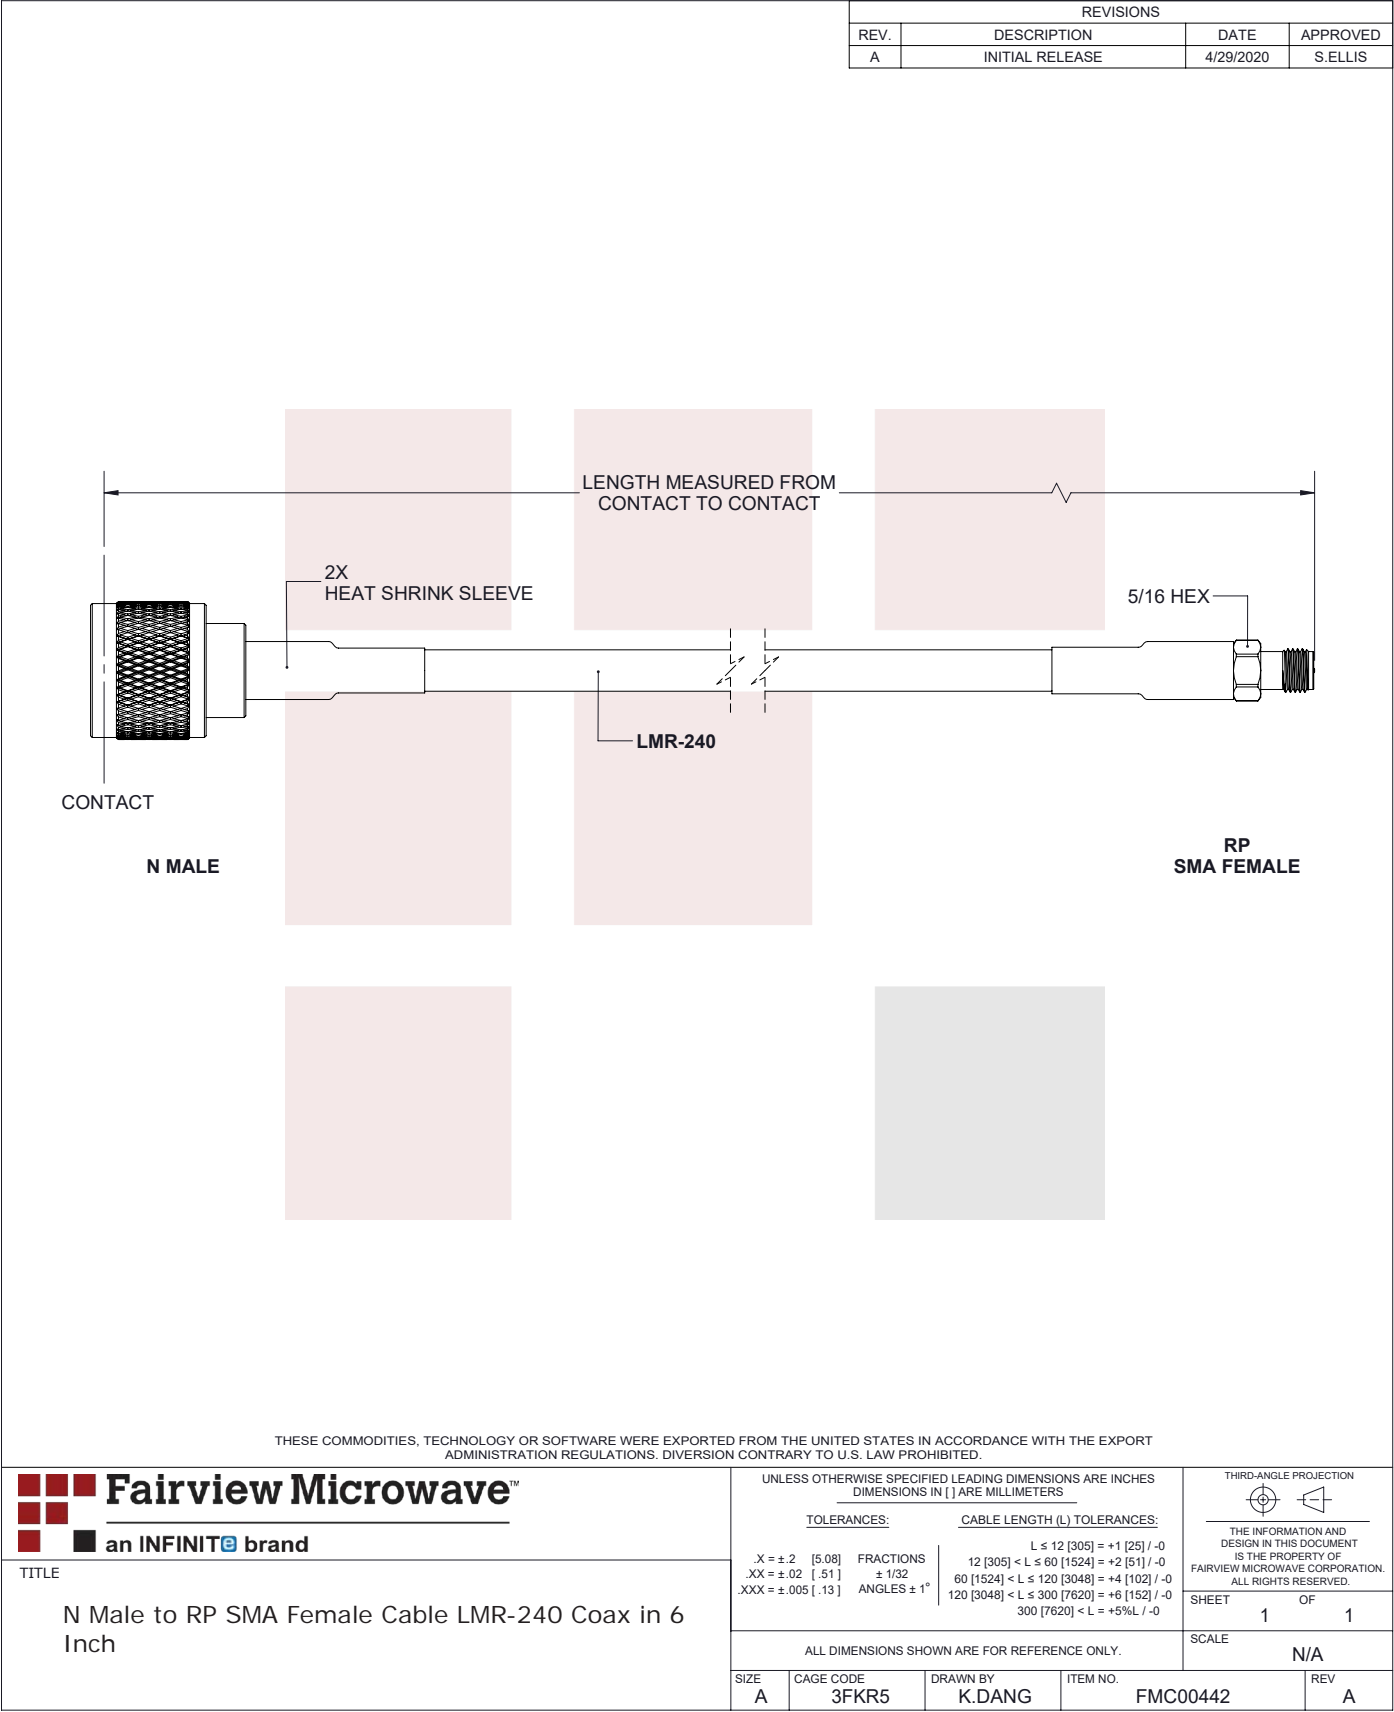 REVISIONS
REV. DESCRIPTION DATE APPROVED
A INITIAL RELEASE 4/29/2020 S.ELLIS
LENGTH MEASURED FROM
CONTACT TO CONTACT
2X
HEAT SHRINK SLEEVE
5/16 HEX
LMR-240
CONTACT
N MALE
RP
SMA FEMALE
THESE COMMODITIES, TECHNOLOGY OR SOFTWARE WERE EXPORTED FROM THE UNITED STATES IN ACCORDANCE WITH THE EXPORT
ADMINISTRATION REGULATIONS. DIVERSION CONTRARY TO U.S. LAW PROHIBITED.
Fairview Microwave™
an INFINITe brand
TITLE
N Male to RP SMA Female Cable LMR-240 Coax in 6
Inch
UNLESS OTHERWISE SPECIFIED LEADING DIMENSIONS ARE INCHES
DIMENSIONS IN [ ] ARE MILLIMETERS
TOLERANCES:
.X = ±.2 [5.08] FRACTIONS
.XX = ±.02 [ .51 ] ± 1/32
.XXX = ±.005 [ .13 ] ANGLES ± 1°
CABLE LENGTH (L) TOLERANCES:
L ≤ 12 [305] = +1 [25] / -0
12 [305] < L ≤ 60 [1524] = +2 [51] / -0
60 [1524] < L ≤ 120 [3048] = +4 [102] / -0
120 [3048] < L ≤ 300 [7620] = +6 [152] / -0
300 [7620] < L = +5%L / -0
ALL DIMENSIONS SHOWN ARE FOR REFERENCE ONLY.
THIRD-ANGLE PROJECTION
THE INFORMATION AND
DESIGN IN THIS DOCUMENT
IS THE PROPERTY OF
FAIRVIEW MICROWAVE CORPORATION.
ALL RIGHTS RESERVED.
SHEET 1 OF 1
SCALE N/A
SIZE A
CAGE CODE 3FKR5
DRAWN BY K.DANG
ITEM NO. FMC00442
REV A